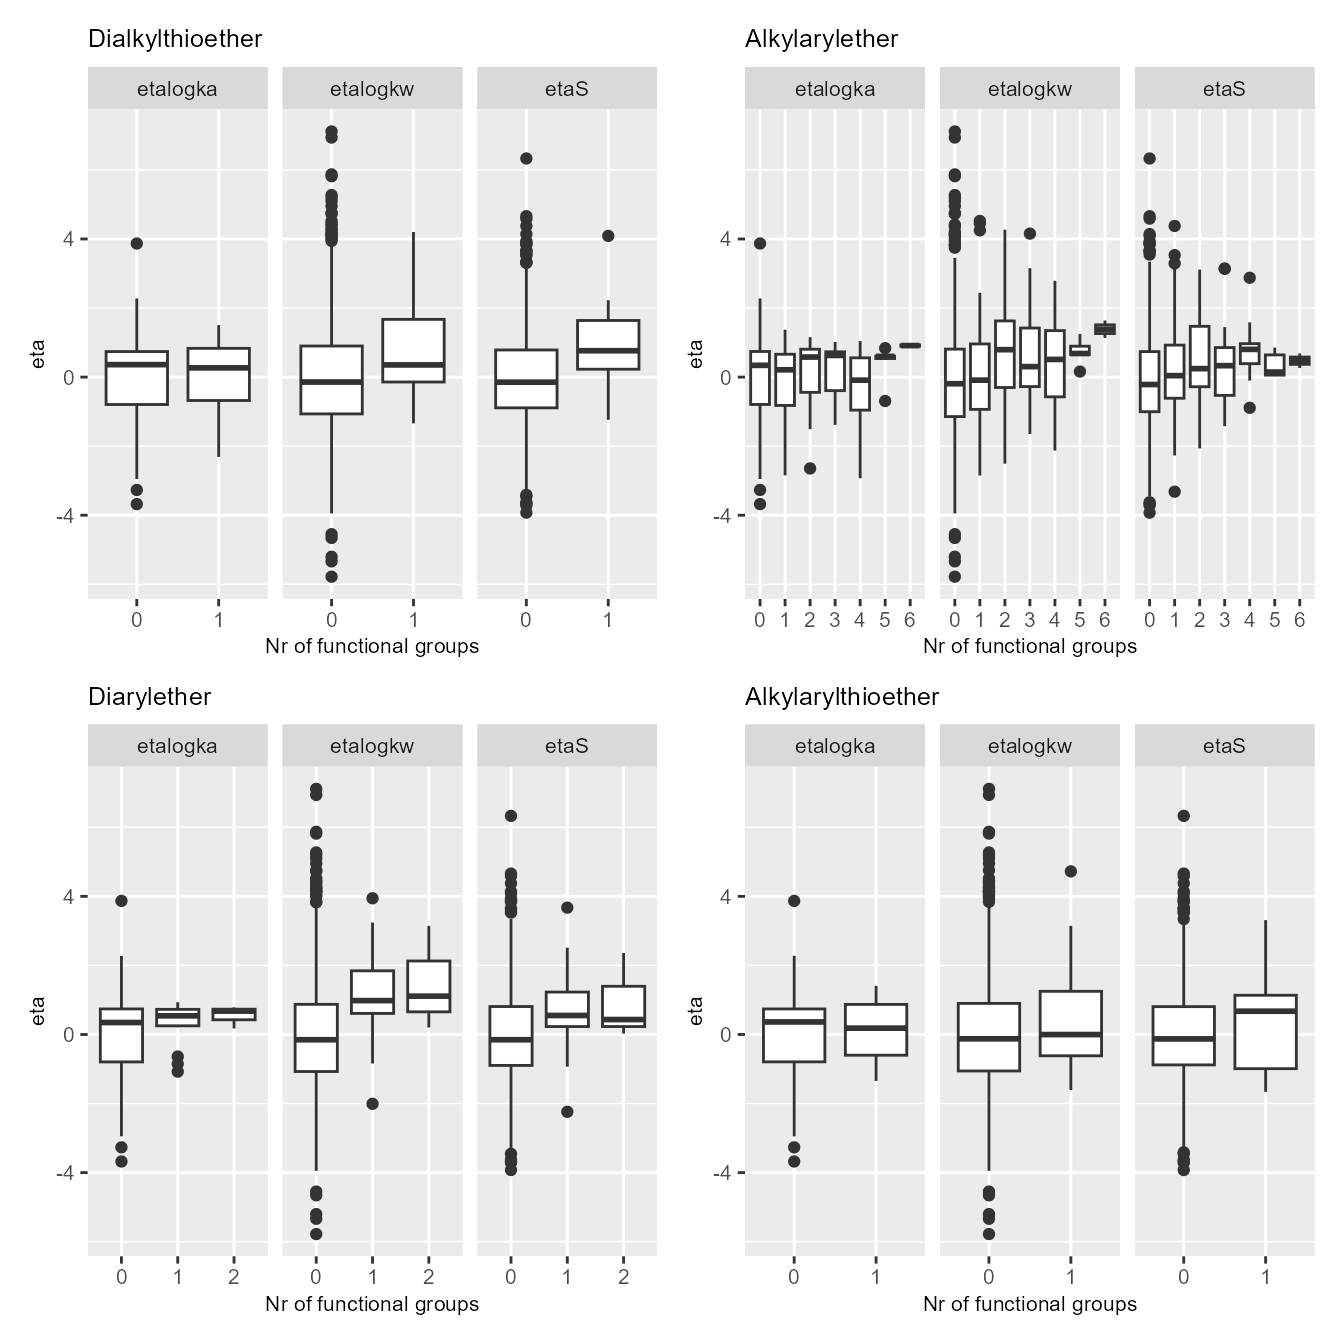 Dialkylthioether
etalogka etalogkw etaS
eta
4
0
-4
0 1 0 1 0 1
Nr of functional groups
Alkylarylether
etalogka etalogkw etaS
eta
4
0
-4
0 1 2 3 4 5 6 0 1 2 3 4 5 6 0 1 2 3 4 5 6
Nr of functional groups
Diarylether
etalogka etalogkw etaS
eta
4
0
-4
0 1 2 0 1 2 0 1 2
Nr of functional groups
Alkylarylthioether
etalogka etalogkw etaS
eta
4
0
-4
0 1 0 1 0 1
Nr of functional groups